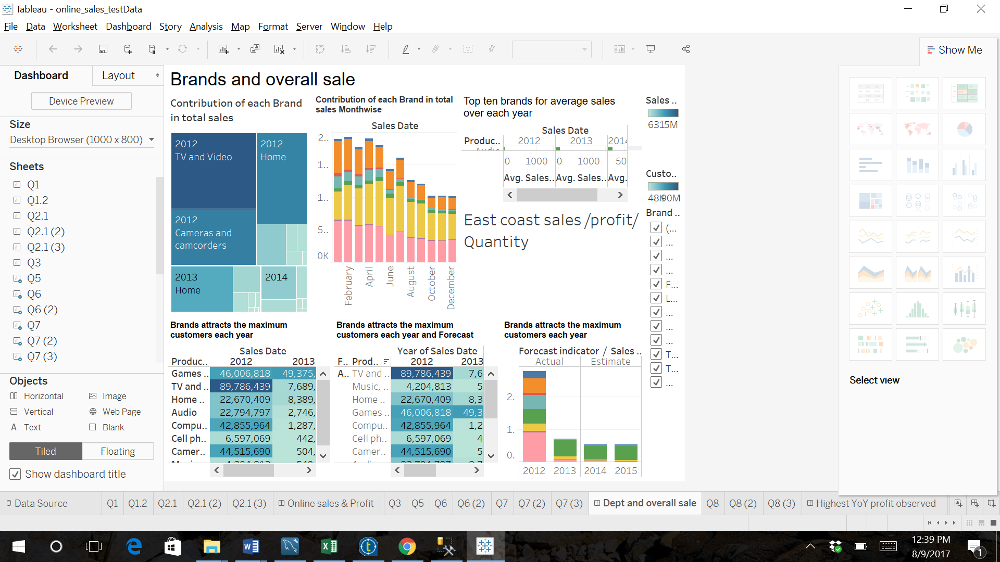 Tableau - online_sales_testData
File Data Worksheet Dashboard Story Analysis Map Format Server Window Help
Show Me
Dashboard
Layout
Device Preview
Size
Desktop Browser (1000 x 800)
Sheets
Q1
Q1.2
Q2.1
Q2.1 (2)
Q2.1 (3)
Q3
Q5
Q6
Q6 (2)
Q7
Q7 (2)
Q7 (3)
Objects
Horizontal
Image
Vertical
Web Page
A Text
Blank
Tiled
Floating
Show dashboard title
Brands and overall sale
Contribution of each Brand
in total sales
2012
TV and Video
2012
Home
2012
Cameras and
camcorders
2013
Home
2014
Contribution of each Brand in total
sales Monthwise
Sales Date
2..
1..
1..
5..
0K
February
April
June
August
October
December
Top ten brands for average sales
over each year
Sales Date
Produc..
2012
2013
2014
Audio
0 1000
0 1000
50
Avg. Sales..
Avg. Sales..
Avg.
East coast sales /profit/
Quantity
Sales ..
6315M
Custo..
48K90M
Brand ..
(...
...
...
...
F...
L...
...
...
...
T...
T...
...
Brands attracts the maximum
customers each year
Sales Date
Produc.. 2012 2013
Games .. 46,006,818 49,375,
TV and .. 89,786,439 7,689,
Home .. 22,670,409 8,389,
Audio 22,794,797 2,746,
Compu.. 42,855,964 1,287,
Cell ph.. 6,597,069 442,
Camer.. 44,515,690 504,
Brands attracts the maximum
customers each year and Forecast
Year of Sales Date
F.. Prod.. 2012 2013
A.. TV and .. 89,786,439 7,6
Music, .. 4,204,813 5
Home .. 22,670,409 8,3
Games .. 46,006,818 49,3
Compu.. 42,855,964 1,2
Cell ph.. 6,597,069 4
Camer.. 44,515,690 5
Brands attracts the maximum
customers each year
Forecast indicator / Sales ..
Actual
Estimate
2.
1.
0.
2012 2013 2014 2015
Select view
Data Source
Q1
Q1.2
Q2.1
Q2.1 (2)
Q2.1 (3)
Online sales & Profit
Q3
Q5
Q6
Q6 (2)
Q7
Q7 (2)
Q7 (3)
Dept and overall sale
Q8
Q8 (2)
Q8 (3)
Highest YoY profit observed
12:39 PM
8/9/2017
1